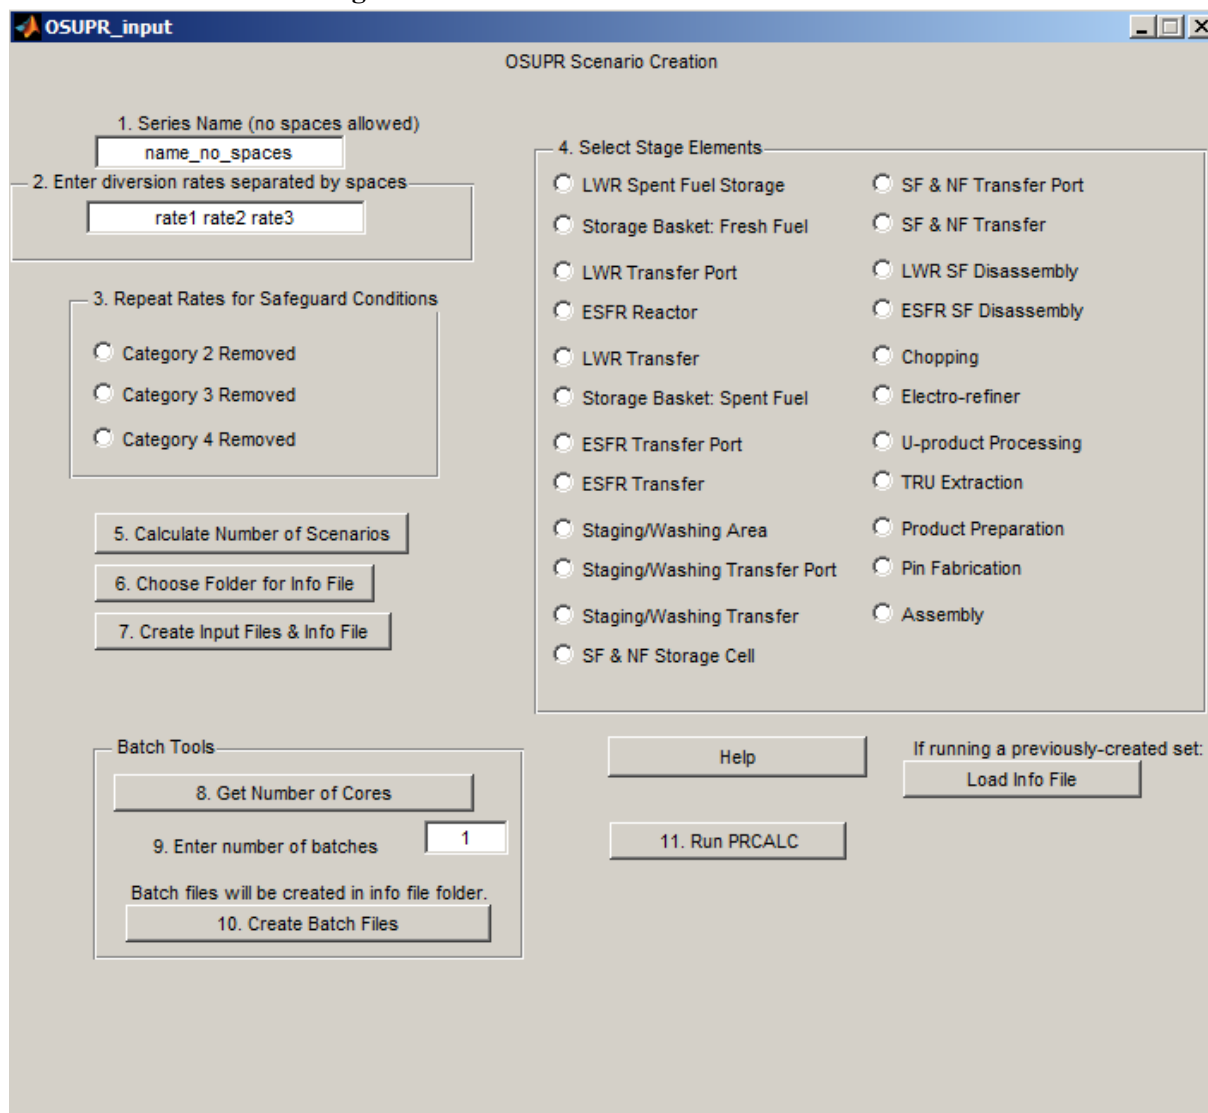 OSUPR_input
OSUPR Scenario Creation
1. Series Name (no spaces allowed)
name_no_spaces
2. Enter diversion rates separated by spaces
rate1 rate2 rate3
3. Repeat Rates for Safeguard Conditions
Category 2 Removed
Category 3 Removed
Category 4 Removed
4. Select Stage Elements
LWR Spent Fuel Storage
Storage Basket: Fresh Fuel
LWR Transfer Port
ESFR Reactor
LWR Transfer
Storage Basket: Spent Fuel
ESFR Transfer Port
ESFR Transfer
Staging/Washing Area
Staging/Washing Transfer Port
Staging/Washing Transfer
SF & NF Storage Cell
SF & NF Transfer Port
SF & NF Transfer
LWR SF Disassembly
ESFR SF Disassembly
Chopping
Electro-refiner
U-product Processing
TRU Extraction
Product Preparation
Pin Fabrication
Assembly
5. Calculate Number of Scenarios
6. Choose Folder for Info File
7. Create Input Files & Info File
Batch Tools
8. Get Number of Cores
9. Enter number of batches
1
Batch files will be created in info file folder.
10. Create Batch Files
Help
11. Run PRCALC
If running a previously-created set:
Load Info File